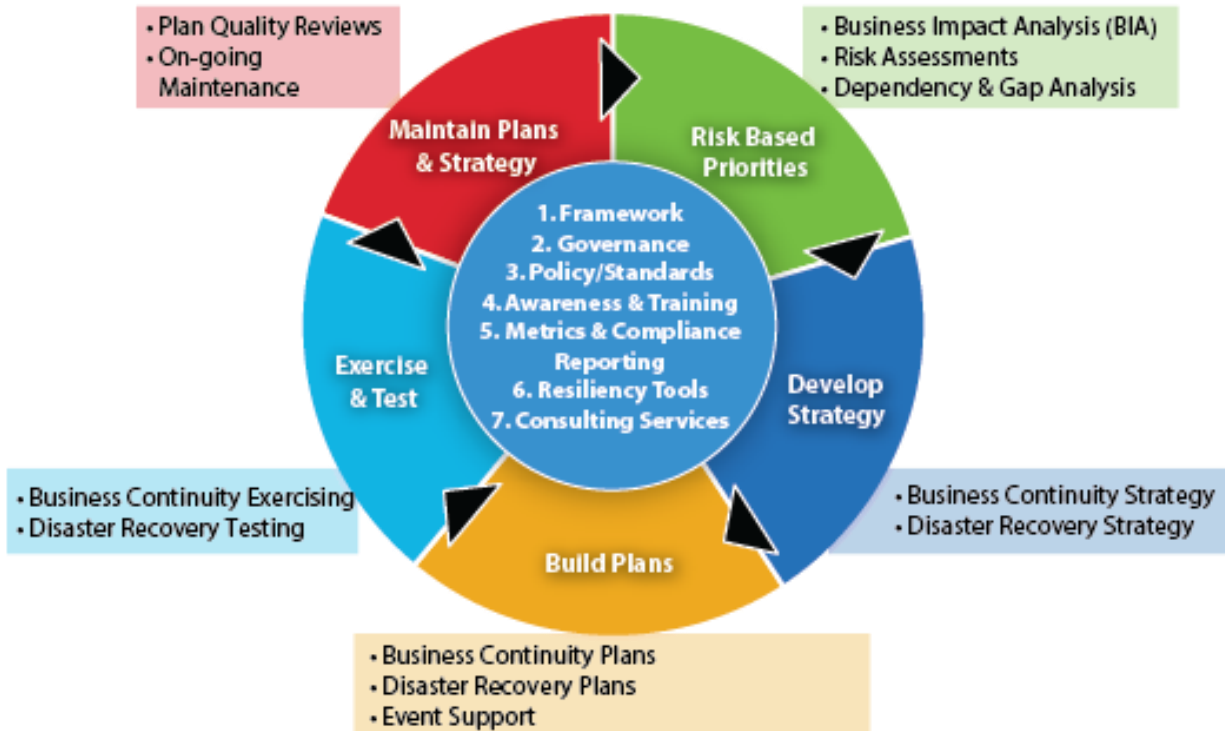 • Plan Quality Reviews
• On-going
Maintenance
• Business Impact Analysis (BIA)
• Risk Assessments
• Dependency & Gap Analysis
Maintain Plans
& Strategy
Risk Based
Priorities
1. Framework
2. Governance
3. Policy/Standards
4. Awareness & Training
5. Metrics & Compliance
Reporting
6. Resiliency Tools
7. Consulting Services
Exercise
& Test
Develop
Strategy
• Business Continuity Exercising
• Disaster Recovery Testing
• Business Continuity Strategy
• Disaster Recovery Strategy
Build Plans
• Business Continuity Plans
• Disaster Recovery Plans
• Event Support